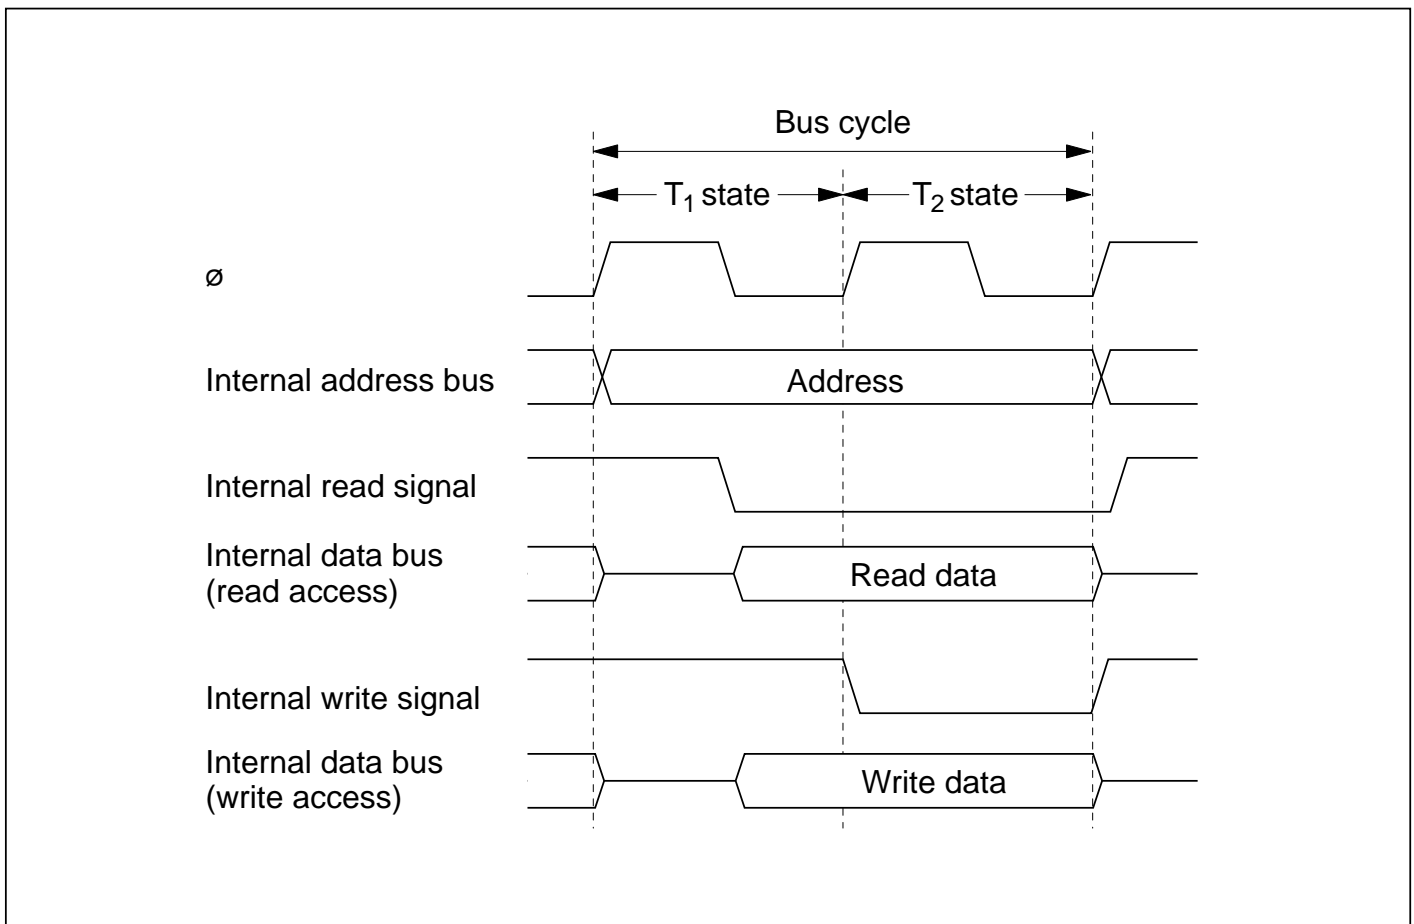 Bus cycle
T₁ state
T₂ state
ø
Internal address bus
Address
Internal read signal
Internal data bus
(read access)
Read data
Internal write signal
Internal data bus
(write access)
Write data